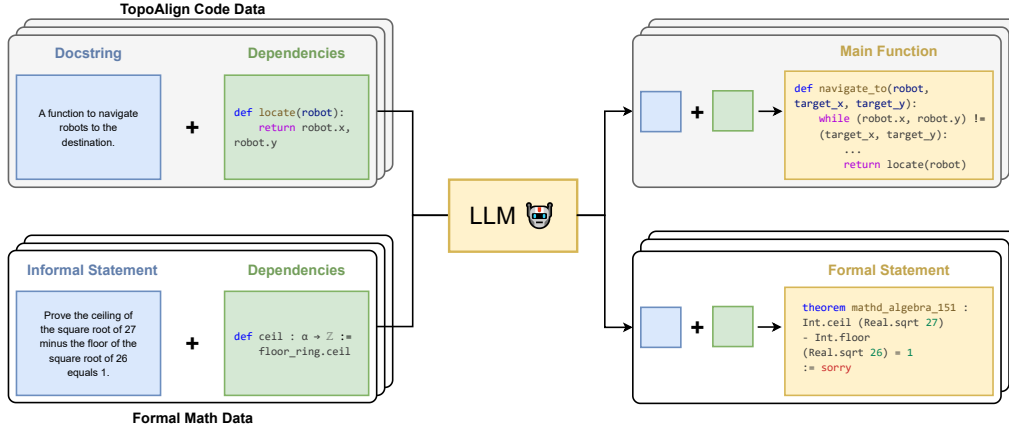 TopoAlign Code Data
Docstring
Dependencies
A function to navigate
robots to the
destination.
+
def locate(robot):
return robot.x,
robot.y
Main Function
+
def navigate_to(robot,
target_x, target_y):
while (robot.x, robot.y) !=
(target_x, target_y):
...
return locate(robot)
LLM
Informal Statement
Dependencies
Prove the ceiling of
the square root of 27
minus the floor of the
square root of 26
equals 1.
+
def ceil : α → ℤ :=
floor_ring.ceil
Formal Math Data
Formal Statement
+
theorem mathd_algebra_151 :
Int.ceil (Real.sqrt 27)
- Int.floor
(Real.sqrt 26) = 1
:= sorry